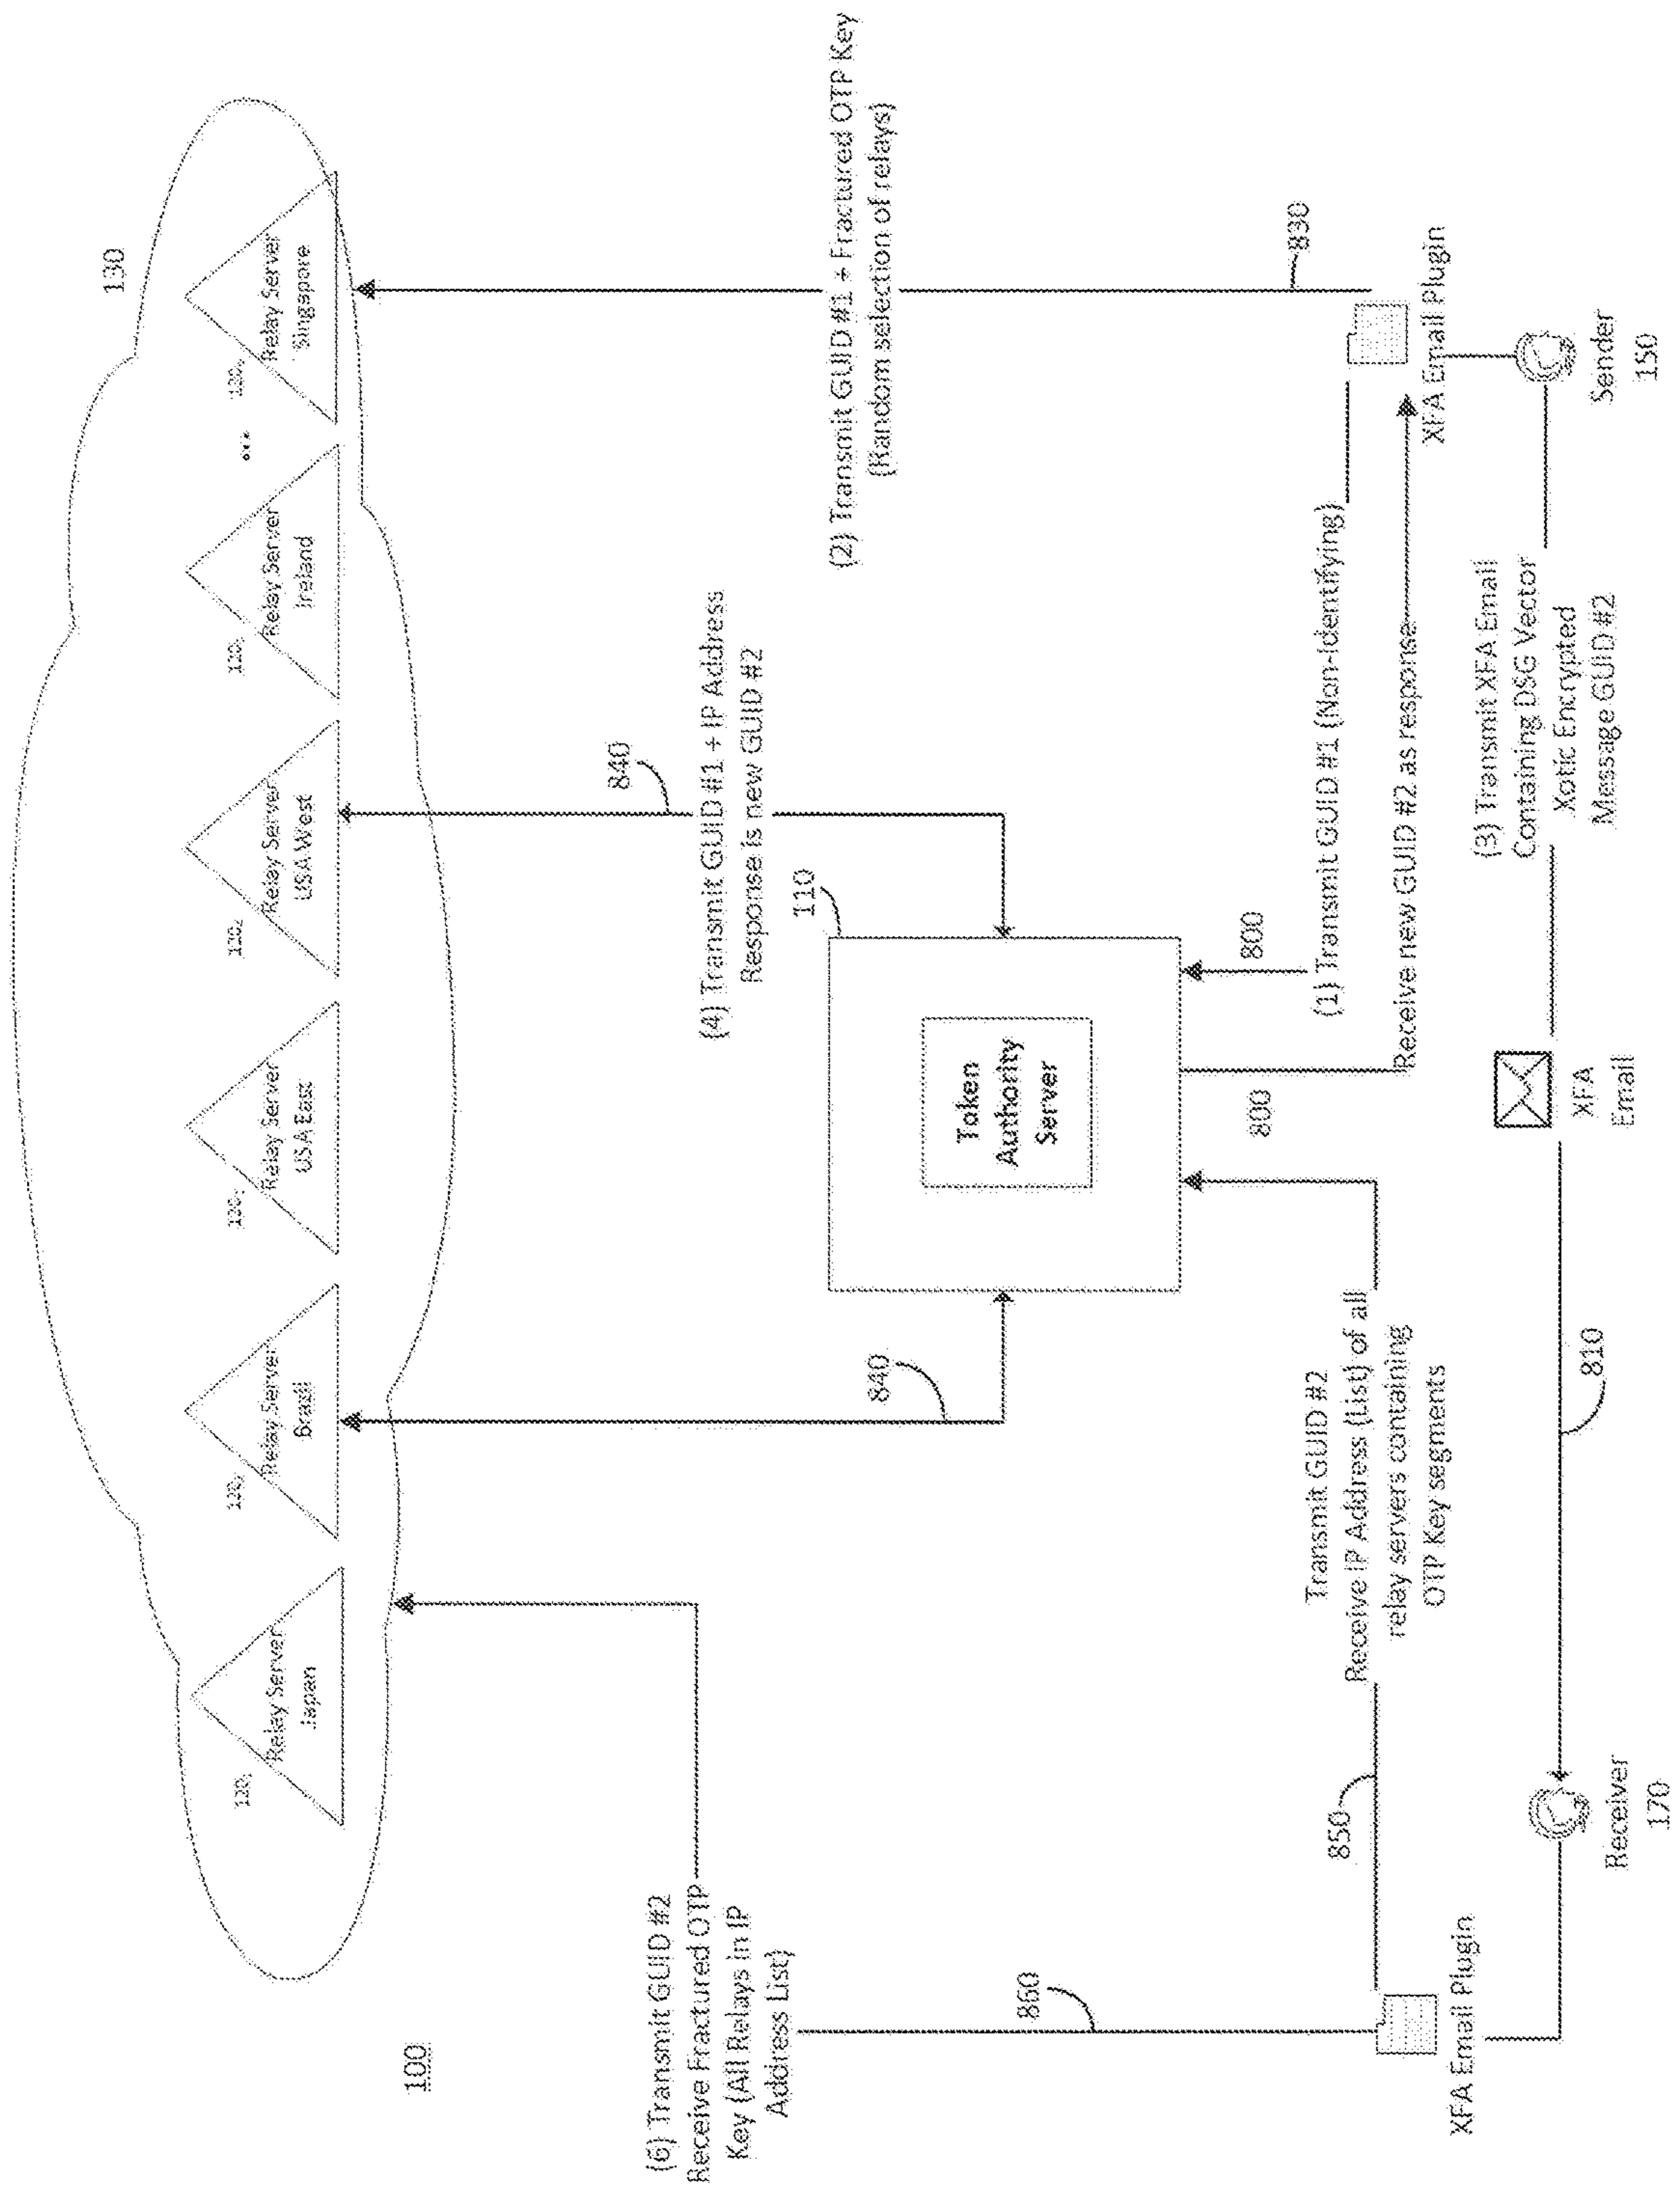 100
130
Relay Server
Japan
Relay Server
Brazil
Relay Server
USA East
Relay Server
USA West
Relay Server
Ireland
...
Relay Server
Singapore
(6) Transmit GUID #2
Receive Fractured OTP
Key (All Relays in IP
Address List)
860
840
(4) Transmit GUID #1 + IP Address
Response is new GUID #2
840
110
Token
Authority
Server
(2) Transmit GUID #1 + Fractured OTP Key
(Random selection of relays)
830
800
800
(1) Transmit GUID #1 (Non-Identifying)
Receive new GUID #2 as response
Transmit GUID #2
Receive IP Address (List) of all
relay servers containing
OTP Key segments
850
XFA Email Plugin
XFA Email Plugin
(3) Transmit XFA Email
Containing DSG Vector
Xotic Encrypted
Message GUID #2
810
XFA
Email
Receiver
170
Sender
150